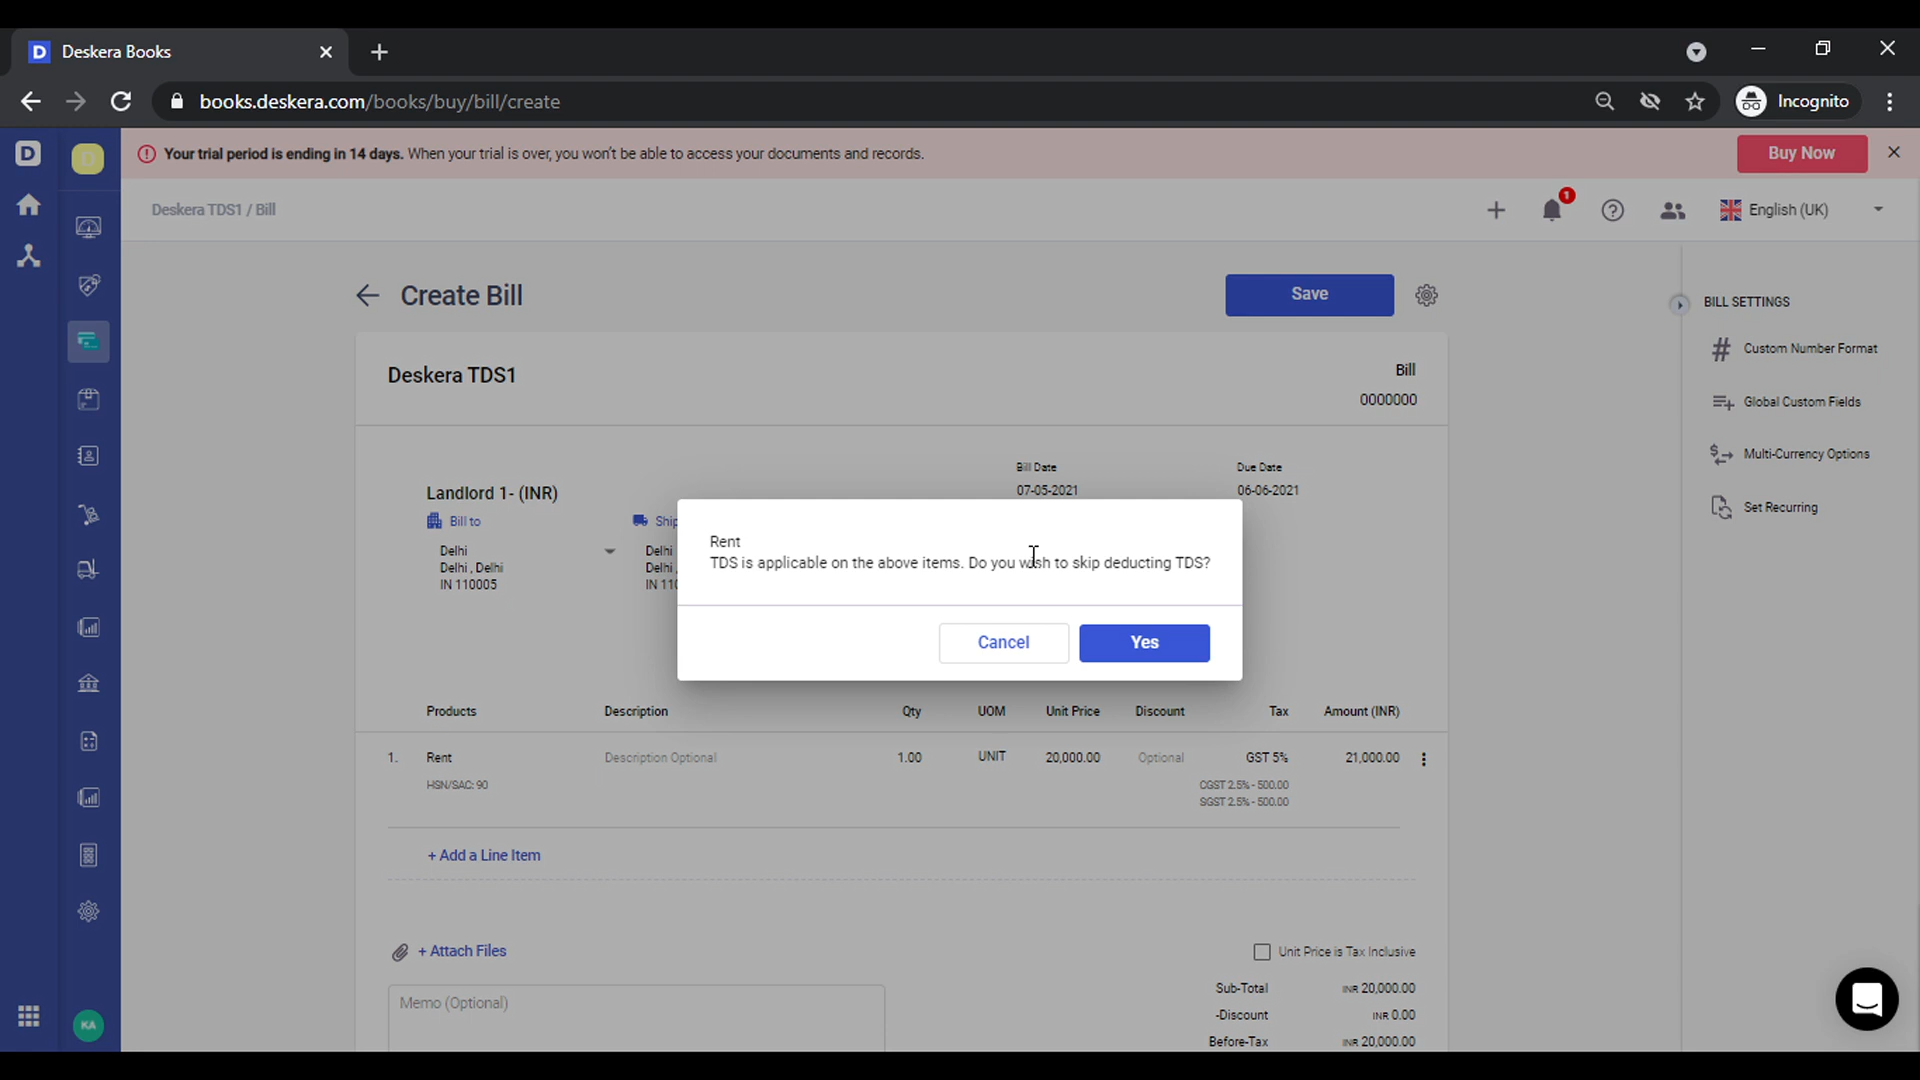 Deskera Books
books.deskera.com/books/buy/bill/create
Incognito
Your trial period is ending in 14 days. When your trial is over, you won't be able to access your documents and records.
Buy Now
Deskera TDS1 / Bill
1
English (UK)
Create Bill
Save
BILL SETTINGS
Custom Number Format
Global Custom Fields
Multi-Currency Options
Set Recurring
Deskera TDS1
Bill
0000000
Bill Date
Due Date
07-05-2021
06-06-2021
Landlord 1- (INR)
Bill to
Ship
Delhi
Delhi , Delhi
IN 110005
Delhi
Delhi,
IN 110
Rent
TDS is applicable on the above items. Do you wish to skip deducting TDS?
Cancel
Yes
Products Description Qty UOM Unit Price Discount Tax Amount (INR)
1. Rent Description Optional 1.00 UNIT 20,000.00 Optional GST 5% 21,000.00
HSN/SAC: 90
CGST 2.5% - 500.00
SGST 2.5% - 500.00
+ Add a Line Item
+ Attach Files
Unit Price is Tax Inclusive
Memo (Optional)
Sub-Total INR 20,000.00
-Discount INR 0.00
Before-Tax INR 20,000.00
D
D
D
KA